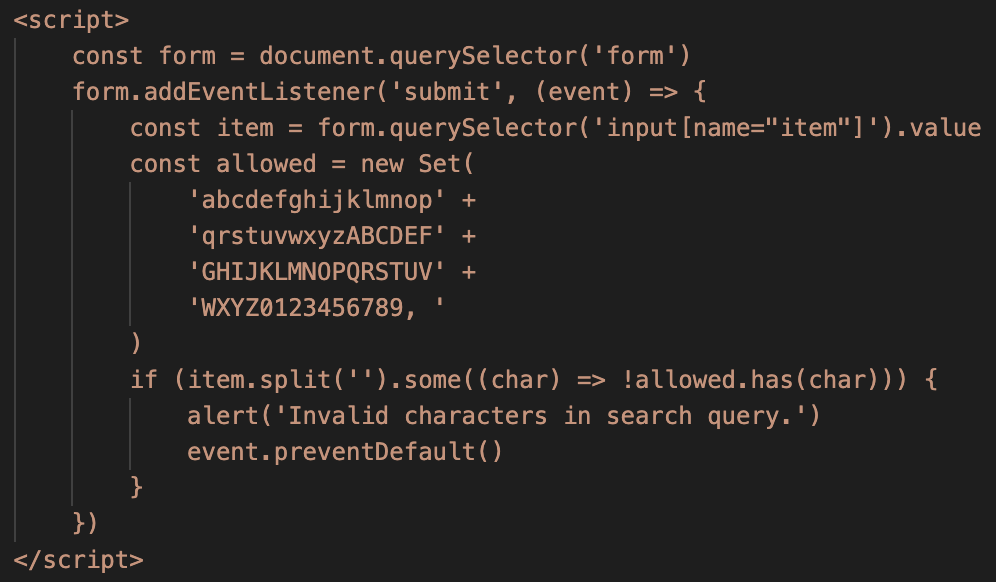 <script>
    const form = document.querySelector('form')
    form.addEventListener('submit', (event) => {
        const item = form.querySelector('input[name="item"]').value
        const allowed = new Set(
            'abcdefghijklmnop' +
            'qrstuvwxyzABCDEF' +
            'GHIJKLMNOPQRSTUV' +
            'WXYZ0123456789, '
        )
        if (item.split('').some((char) => !allowed.has(char))) {
            alert('Invalid characters in search query.')
            event.preventDefault()
        }
    })
</script>